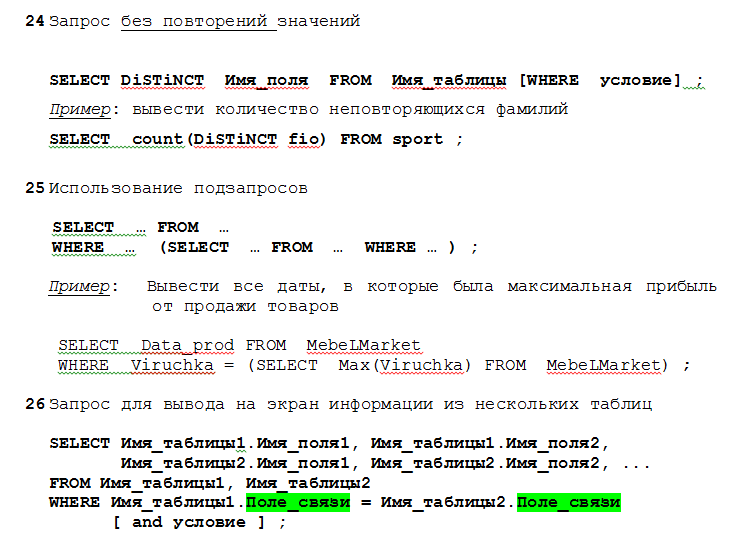 24 Запрос без повторений значений
SELECT DiSTiNCT Имя_поля FROM Имя_таблицы [WHERE условие] ;
Пример: вывести количество неповторяющихся фамилий
SELECT count(DiSTiNCT fio) FROM sport ;
25 Использование подзапросов
SELECT … FROM …
WHERE … (SELECT … FROM … WHERE … ) ;
Пример: Вывести все даты, в которые была максимальная прибыль
от продажи товаров
SELECT Data_prod FROM MebeLMarket
WHERE Viruchka = (SELECT Max(Viruchka) FROM MebeLMarket) ;
26 Запрос для вывода на экран информации из нескольких таблиц
SELECT Имя_таблицы1.Имя_поля1, Имя_таблицы1.Имя_поля2,
Имя_таблицы2.Имя_поля1, Имя_таблицы2.Имя_поля2, ...
FROM Имя_таблицы1, Имя_таблицы2
WHERE Имя_таблицы1.Поле_связи = Имя_таблицы2.Поле_связи
[ and условие ] ;